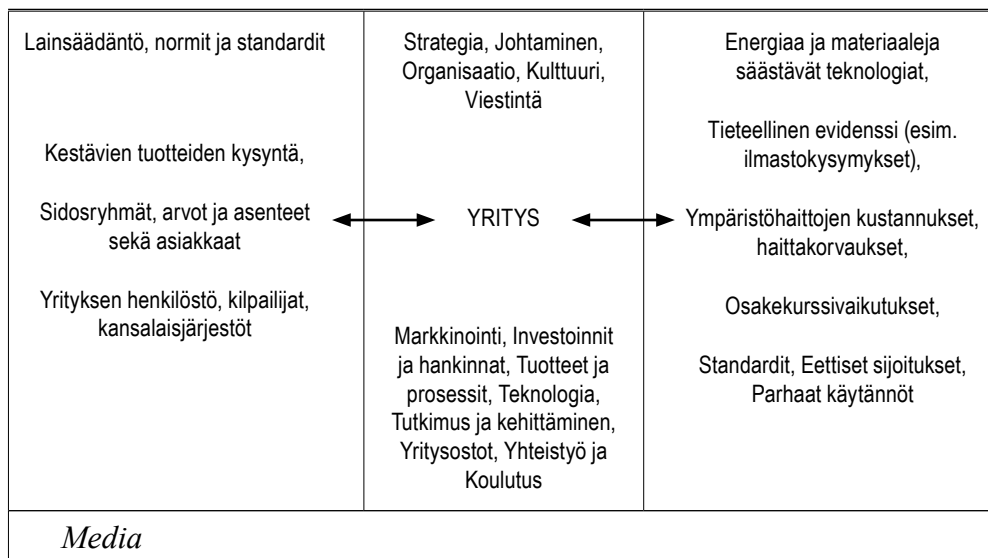 Lainsäädäntö, normit ja standardit
Kestävien tuotteiden kysyntä,
Sidosryhmät, arvot ja asenteet
sekä asiakkaat
Yrityksen henkilöstö, kilpailijat,
kansalaisjärjestöt
Strategia, Johtaminen,
Organisaatio, Kulttuuri,
Viestintä
YRITYS
Markkinointi, Investoinnit
ja hankinnat, Tuotteet ja
prosessit, Teknologia,
Tutkimus ja kehittäminen,
Yritysostot, Yhteistyö ja
Koulutus
Energiaa ja materiaaleja
säästävät teknologiat,
Tieteellinen evidenssi (esim.
ilmastokysymykset),
Ympäristöhaittojen kustannukset,
haittakorvaukset,
Osakekurssivaikutukset,
Standardit, Eettiset sijoitukset,
Parhaat käytännöt
Media